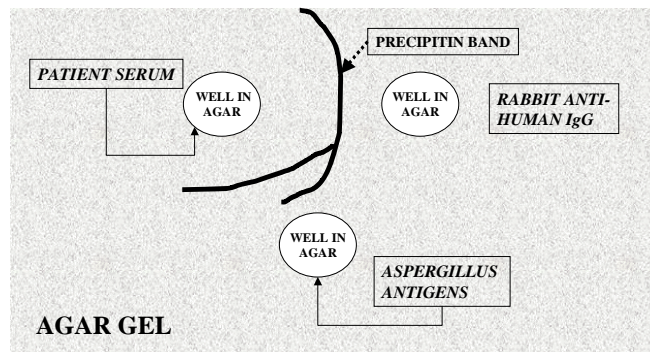 PRECIPITIN BAND
PATIENT SERUM
WELL IN
AGAR
WELL IN
AGAR
RABBIT ANTI-
HUMAN IgG
WELL IN
AGAR
ASPERGILLUS
ANTIGENS
AGAR GEL